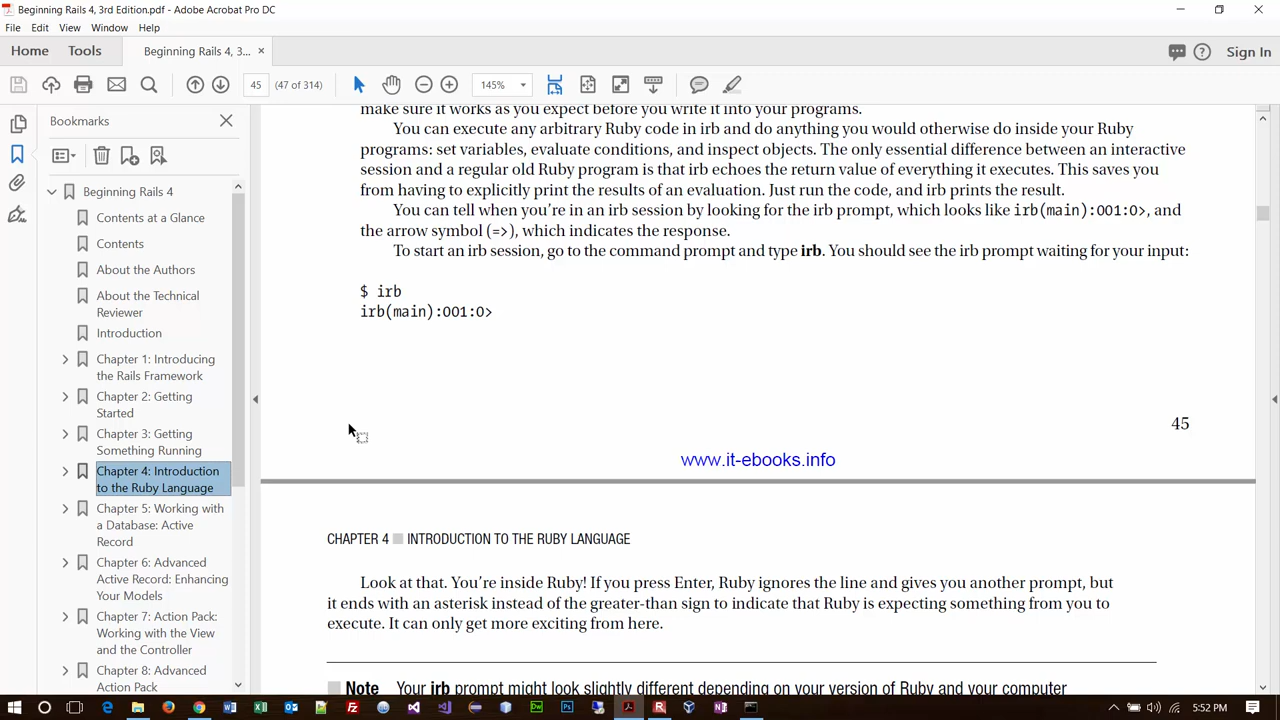 Beginning Rails 4, 3rd Edition.pdf - Adobe Acrobat Pro DC
File Edit View Window Help
Home Tools Beginning Rails 4, 3... × Sign In
45 (47 of 314) 145%
Bookmarks
Beginning Rails 4
Contents at a Glance
Contents
About the Authors
About the Technical
Reviewer
Introduction
Chapter 1: Introducing
the Rails Framework
Chapter 2: Getting
Started
Chapter 3: Getting
Something Running
Chapter 4: Introduction
to the Ruby Language
Chapter 5: Working with
a Database: Active
Record
Chapter 6: Advanced
Active Record: Enhancing
Your Models
Chapter 7: Action Pack:
Working with the View
and the Controller
Chapter 8: Advanced
Action Pack
make sure it works as you expect before you write it into your programs.
You can execute any arbitrary Ruby code in irb and do anything you would otherwise do inside your Ruby
programs: set variables, evaluate conditions, and inspect objects. The only essential difference between an interactive
session and a regular old Ruby program is that irb echoes the return value of everything it executes. This saves you
from having to explicitly print the results of an evaluation. Just run the code, and irb prints the result.
You can tell when you're in an irb session by looking for the irb prompt, which looks like irb(main):001:0>, and
the arrow symbol (=>), which indicates the response.
To start an irb session, go to the command prompt and type irb. You should see the irb prompt waiting for your input:
$ irb
irb(main):001:0>
45
www.it-ebooks.info
CHAPTER 4 ■ INTRODUCTION TO THE RUBY LANGUAGE
Look at that. You're inside Ruby! If you press Enter, Ruby ignores the line and gives you another prompt, but
it ends with an asterisk instead of the greater-than sign to indicate that Ruby is expecting something from you to
execute. It can only get more exciting from here.
■ Note Your irb prompt might look slightly different depending on your version of Ruby and your computer
5:52 PM